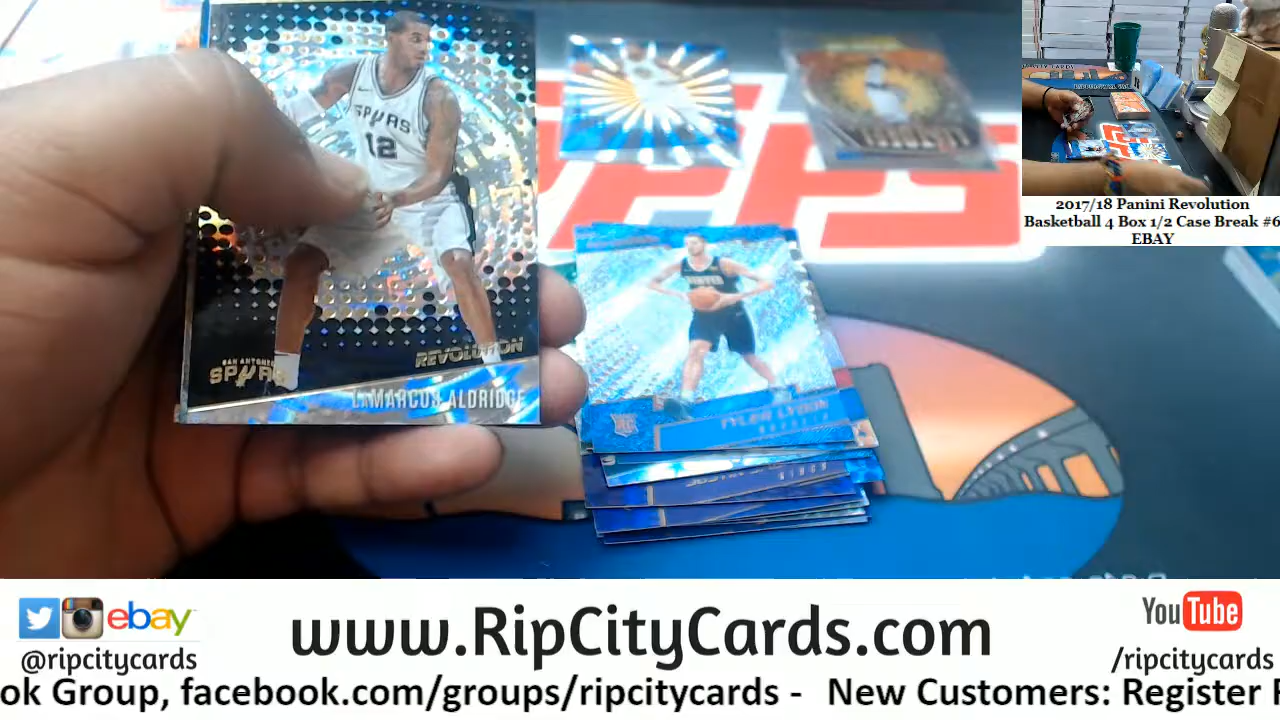 SPURS
12
SAN ANTONIO
SPURS
REVOLUTION
LAMARCUS ALDRIDGE
RC
TYLER LYDON
2017/18 Panini Revolution
Basketball 4 Box 1/2 Case Break #6
EBAY
ebay
@ripcitycards
www.RipCityCards.com
YouTube
/ripcitycards
ok Group, facebook.com/groups/ripcitycards - New Customers: Register